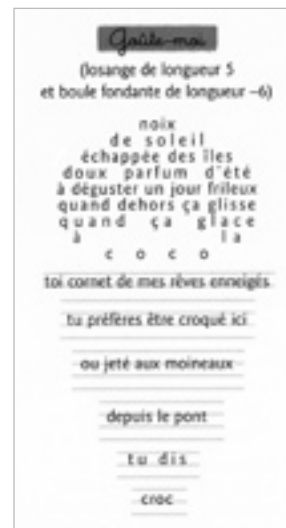 Goûte-moi
(losange de longueur 5
et boule fondante de longueur –6)
noix
de soleil
échappée des îles
doux parfum d'été
à déguster un jour frileux
quand dehors ça glisse
quand ça glace
à la
coco
toi cornet de mes rêves enneigés
tu préfères être croqué ici
ou jeté aux moineaux
depuis le pont
tu dis
croc